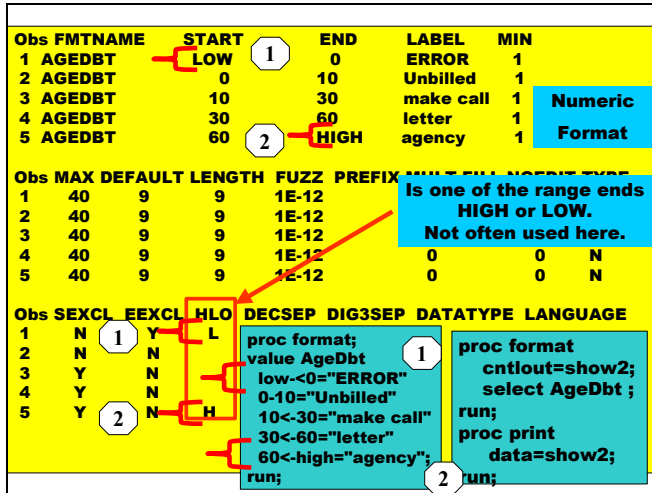 Obs FMTNAME START END LABEL MIN
1 AGEDBT LOW 0 ERROR 1
2 AGEDBT 0 10 Unbilled 1
3 AGEDBT 10 30 make call 1
4 AGEDBT 30 60 letter 1
5 AGEDBT 60 HIGH agency 1
1
2
Numeric
Format
Obs MAX DEFAULT LENGTH FUZZ PREFIX MULT FILL NOEDIT TYPE
1 40 9 9 1E-12
2 40 9 9 1E-12
3 40 9 9 1E-12
4 40 9 9 1E-12 0 0 N
5 40 9 9 1E-12 0 0 N
Is one of the range ends
HIGH or LOW.
Not often used here.
Obs SEXCL EEXCL HLO DECSEP DIG3SEP DATATYPE LANGUAGE
1 N Y L
2 N N
3 Y N
4 Y N
5 Y N H
1
2
proc format;
value AgeDbt
low-<0="ERROR"
0-10="Unbilled"
10<-30="make call"
30<-60="letter"
60<-high="agency";
run;
1
2
proc format
cntlout=show2;
select AgeDbt ;
run;
proc print
data=show2;
run;